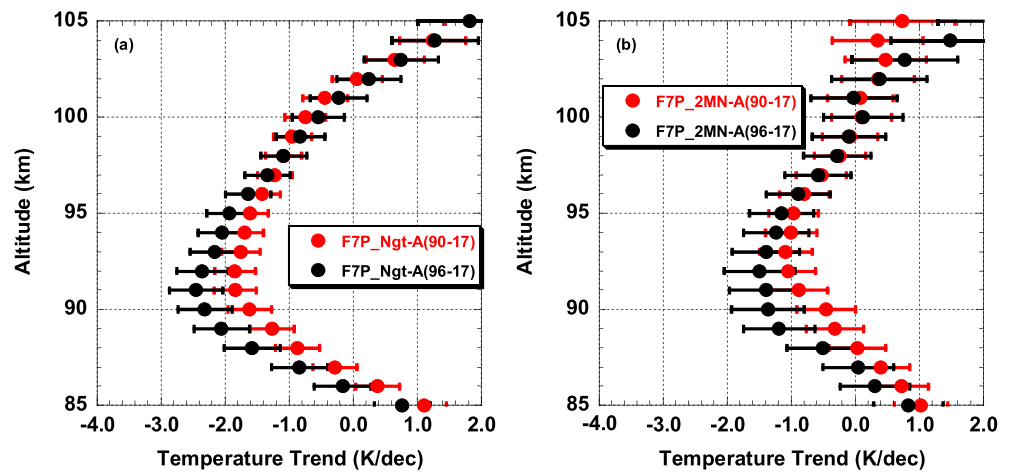 105
100
95
90
85
Altitude (km)
(a)
F7P_Ngt-A(90-17)
F7P_Ngt-A(96-17)
-4.0 -3.0 -2.0 -1.0 0.0 1.0 2.0
Temperature Trend (K/dec)
105
100
95
90
85
Altitude (km)
(b)
F7P_2MN-A(90-17)
F7P_2MN-A(96-17)
-4.0 -3.0 -2.0 -1.0 0.0 1.0 2.0
Temperature Trend (K/dec)